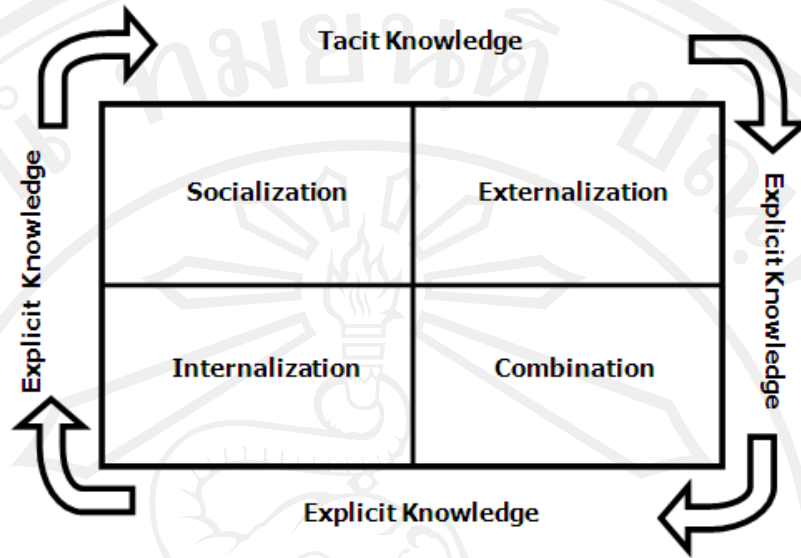 Tacit Knowledge
Explicit Knowledge
Socialization
Externalization
Explicit Knowledge
Internalization
Combination
Explicit Knowledge